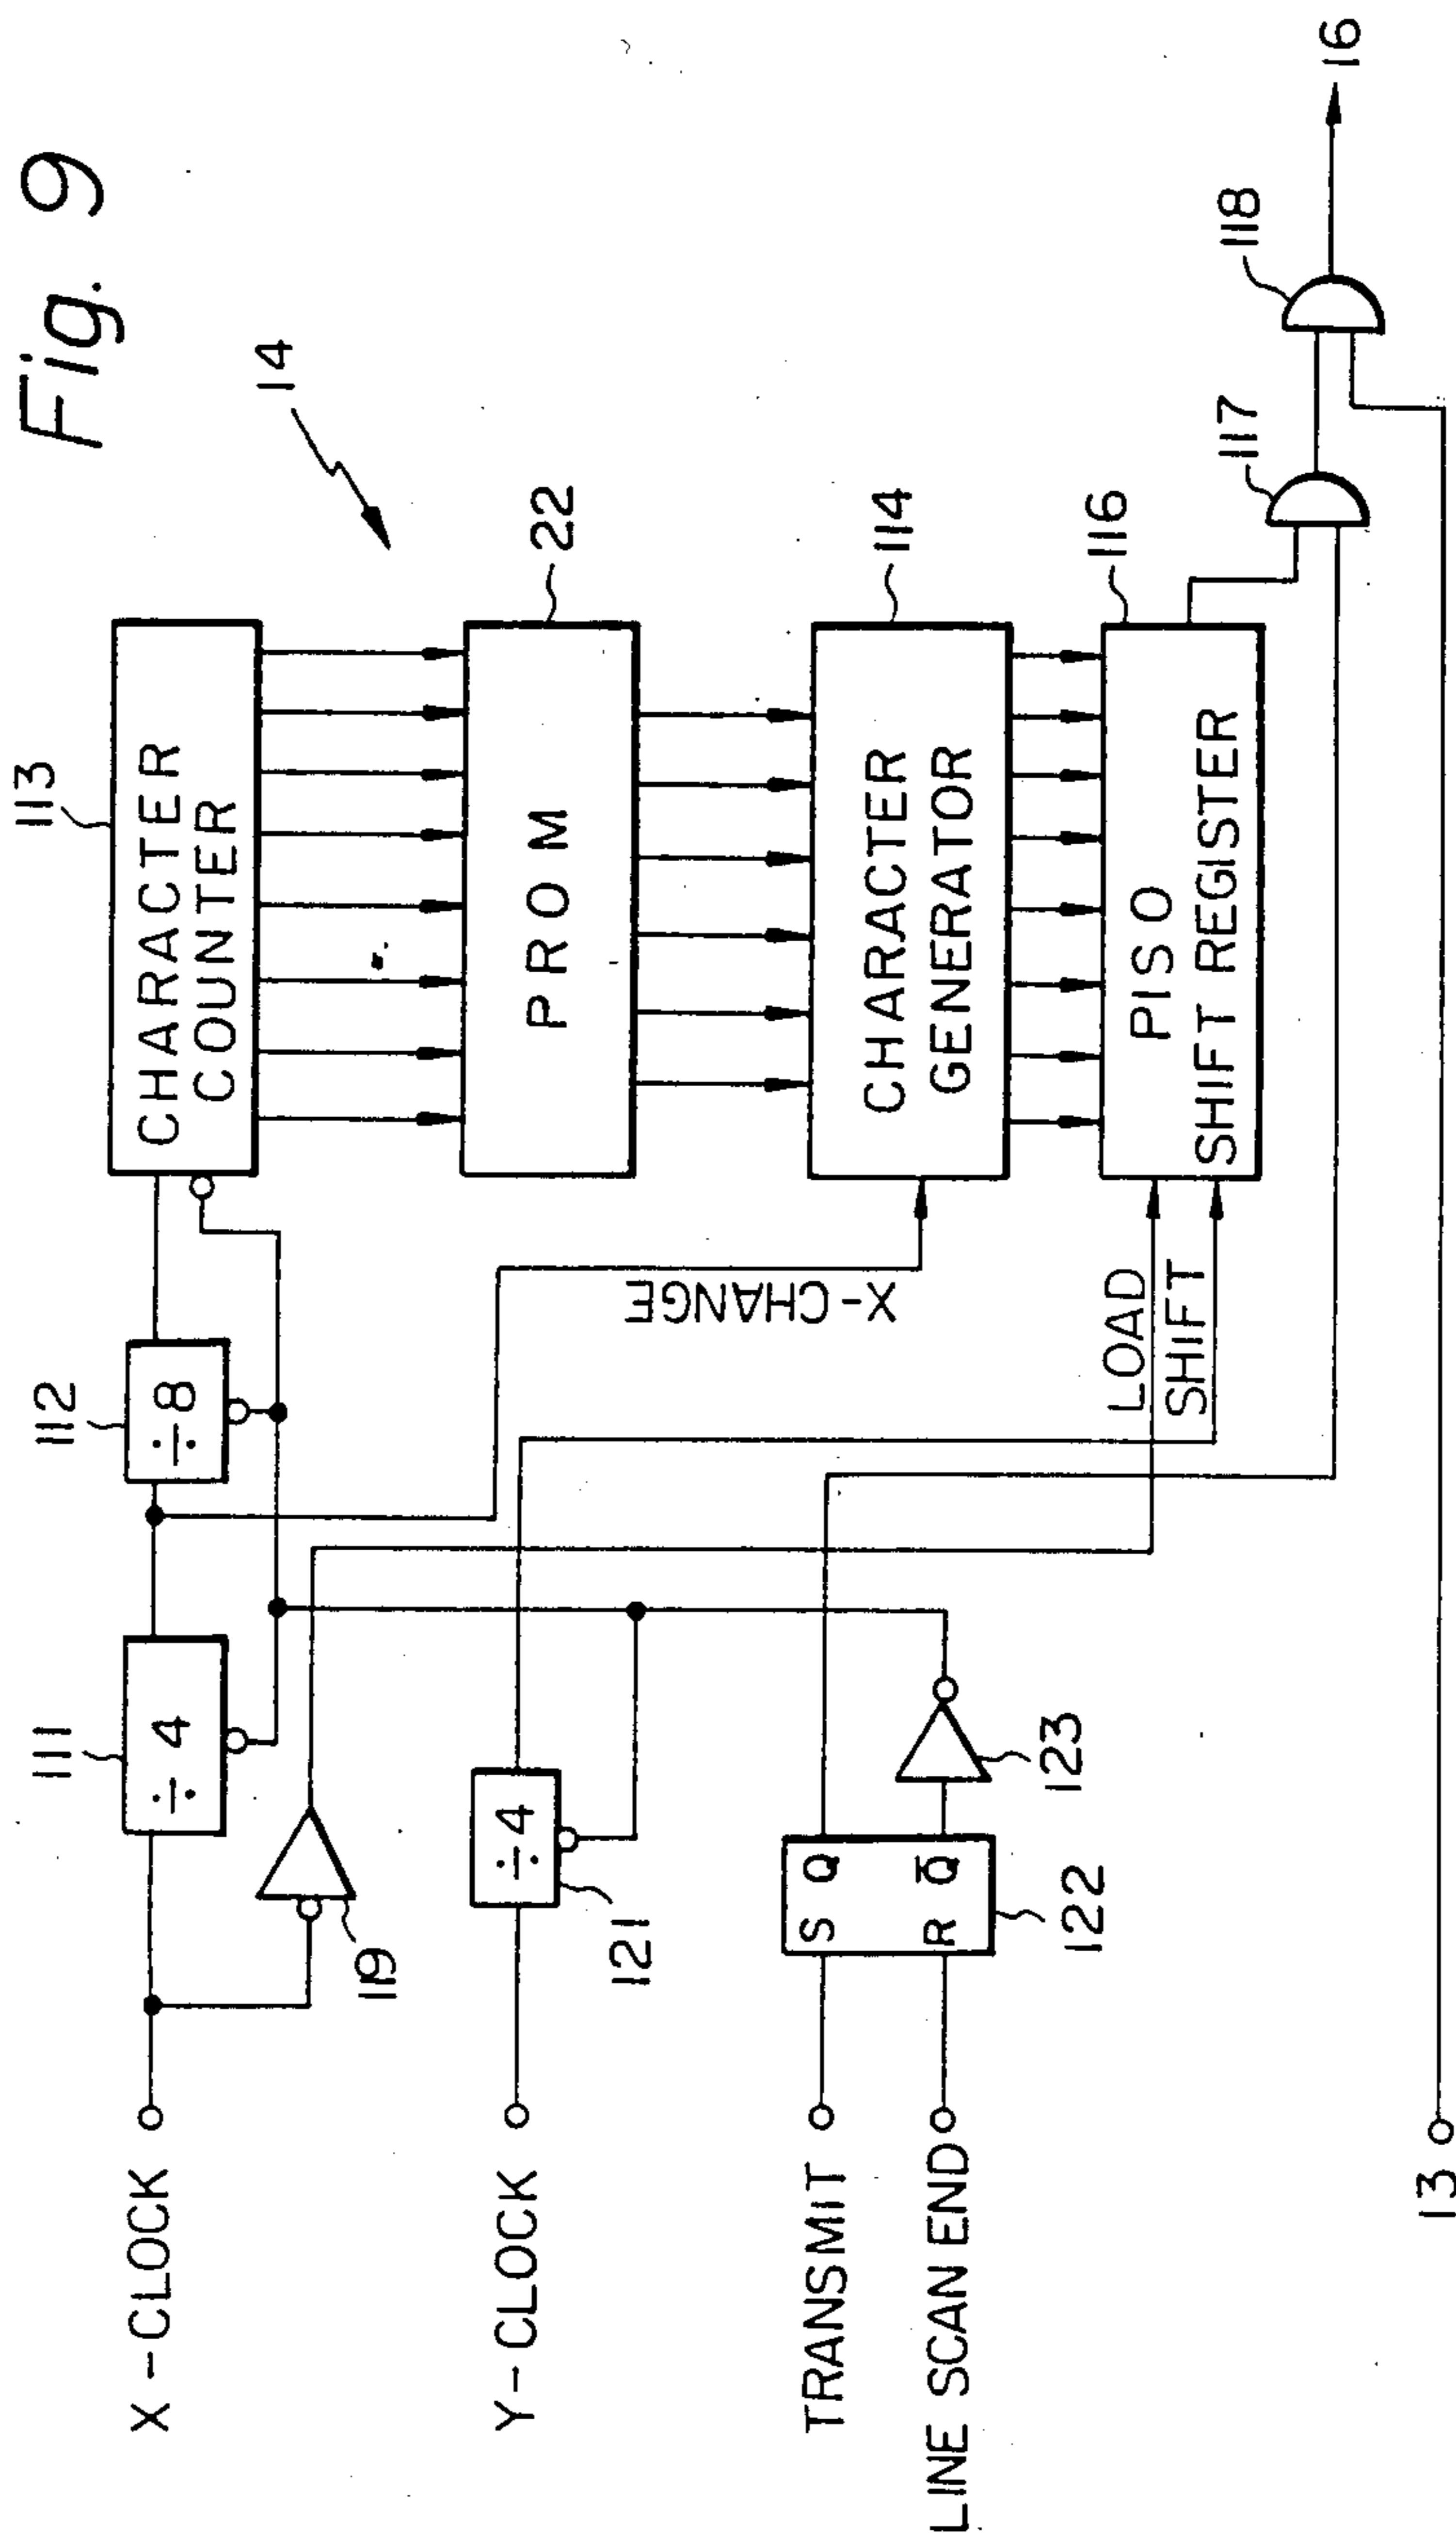 Fig. 9
14
113
CHARACTER
COUNTER
112
÷8
111
÷4
X-CLOCK
119
22
PROM
X-CHANGE
114
CHARACTER
GENERATOR
Y-CLOCK
÷4
121
116
PISO
SHIFT REGISTER
LOAD
SHIFT
TRANSMIT
LINE SCAN END
S Q
R Q̅
122
123
117
118
16
13